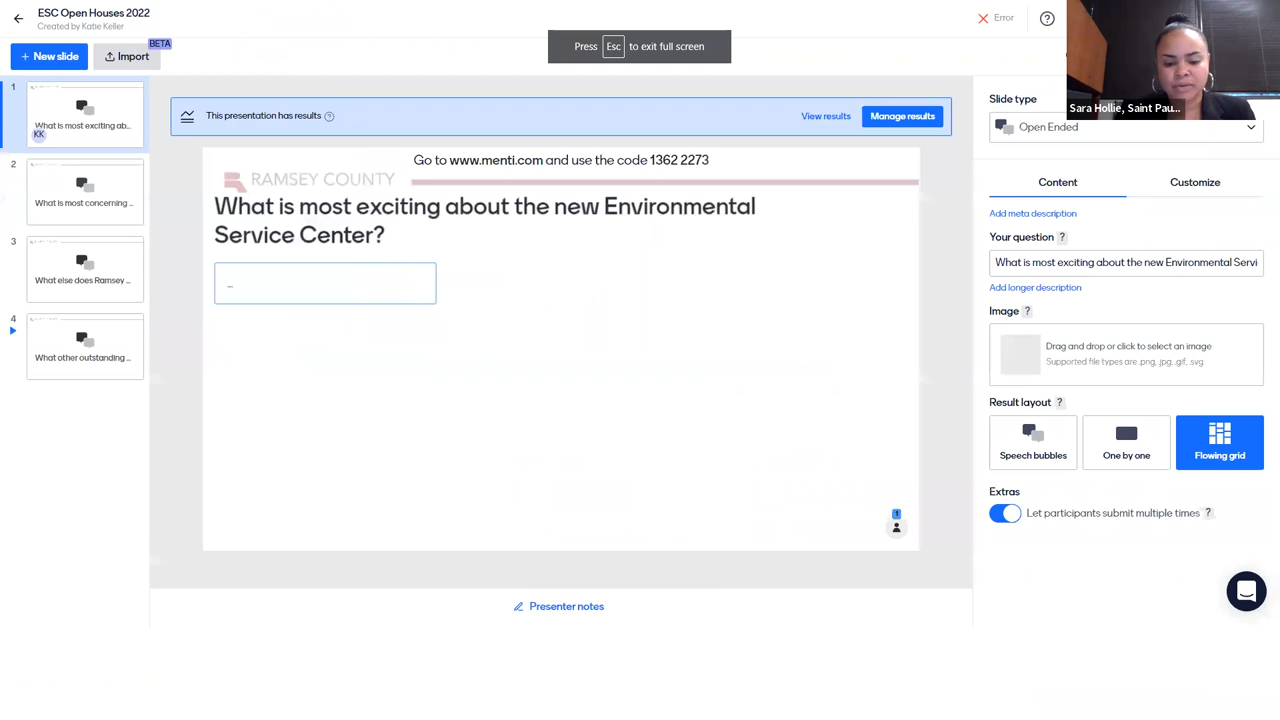 ESC Open Houses 2022
Created by Katie Keller
Error
Press Esc to exit full screen
+ New slide
Import
BETA
Sara Hollie, Saint Pau...
1
What is most exciting ab...
KK
2
What is most concerning ...
3
What else does Ramsey ...
4
What other outstanding ...
This presentation has results
View results
Manage results
Go to www.menti.com and use the code 1362 2273
RAMSEY COUNTY
What is most exciting about the new Environmental
Service Center?
...
1
Presenter notes
Slide type
Open Ended
Content
Customize
Add meta description
Your question ?
What is most exciting about the new Environmental Servi
Add longer description
Image ?
Drag and drop or click to select an image
Supported file types are .png, .jpg, .gif, .svg
Result layout ?
Speech bubbles
One by one
Flowing grid
Extras
Let participants submit multiple times ?